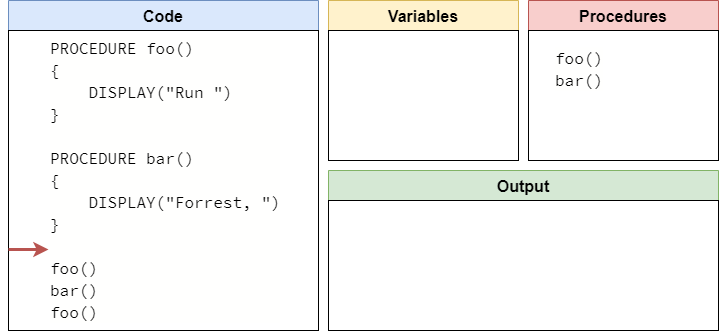 Code
PROCEDURE foo()
{
    DISPLAY("Run ")
}
PROCEDURE bar()
{
    DISPLAY("Forrest, ")
}
foo()
bar()
foo()
Variables
Procedures
foo()
bar()
Output